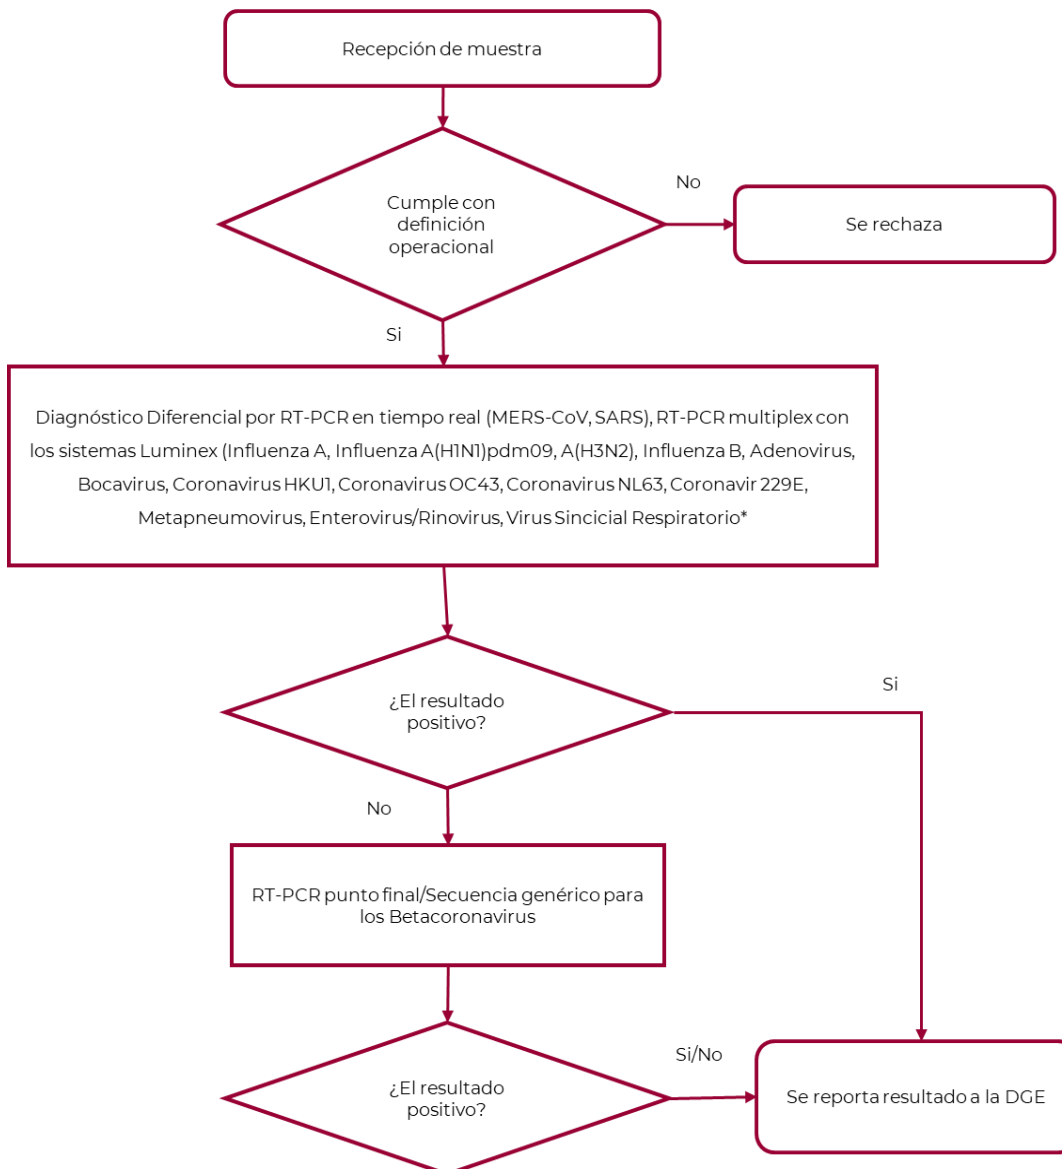 Recepción de muestra
Cumple con
definición
operacional
No
Se rechaza
Si
Diagnóstico Diferencial por RT-PCR en tiempo real (MERS-CoV, SARS), RT-PCR multiplex con
los sistemas Luminex (Influenza A, Influenza A(H1N1)pdm09, A(H3N2), Influenza B, Adenovirus,
Bocavirus, Coronavirus HKU1, Coronavirus OC43, Coronavirus NL63, Coronavir 229E,
Metapneumovirus, Enterovirus/Rinovirus, Virus Sincicial Respiratorio*
¿El resultado
positivo?
Si
No
RT-PCR punto final/Secuencia genérico para
los Betacoronavirus
¿El resultado
positivo?
Si/No
Se reporta resultado a la DGE